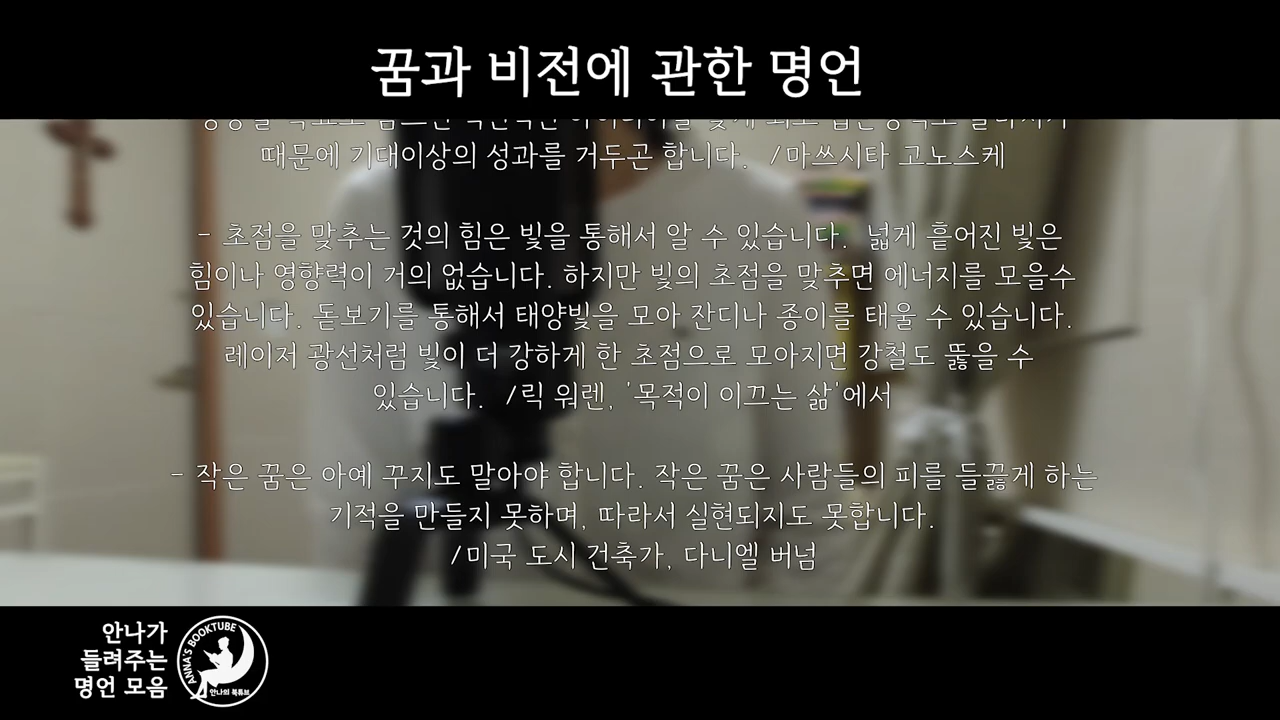 꿈과 비전에 관한 명언
때문에 기대이상의 성과를 거두곤 합니다. /마쓰시타 고노스케
- 초점을 맞추는 것의 힘은 빛을 통해서 알 수 있습니다. 넓게 흩어진 빛은
힘이나 영향력이 거의 없습니다. 하지만 빛의 초점을 맞추면 에너지를 모을수
있습니다. 돋보기를 통해서 태양빛을 모아 잔디나 종이를 태울 수 있습니다.
레이저 광선처럼 빛이 더 강하게 한 초점으로 모아지면 강철도 뚫을 수
있습니다. /릭 워렌, '목적이 이끄는 삶'에서
- 작은 꿈은 아예 꾸지도 말아야 합니다. 작은 꿈은 사람들의 피를 들끓게 하는
기적을 만들지 못하며, 따라서 실현되지도 못합니다.
/미국 도시 건축가, 다니엘 버넘
안나가
들려주는
명언 모음
ANNA'S BOOKTUBE
안나의 북튜브